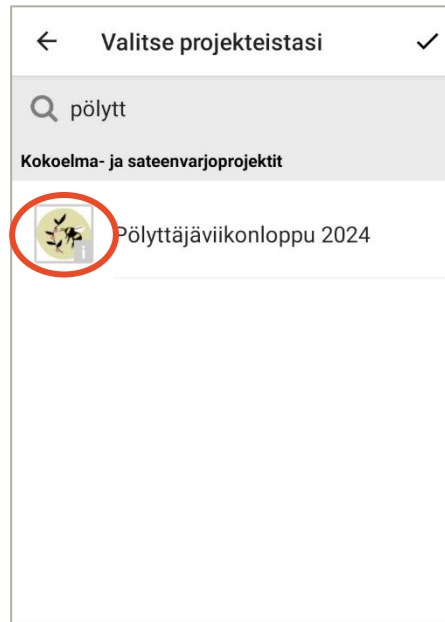 Valitse projekteistasi
pölytt
Kokoelma- ja sateenvarjoprojektit
i
Pölyttäjäviikonloppu 2024